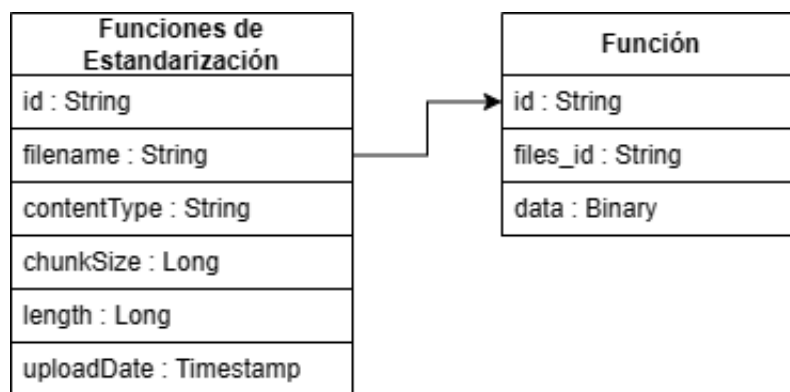 Funciones de
Estandarización
id : String
filename : String
contentType : String
chunkSize : Long
length : Long
uploadDate : Timestamp
Función
id : String
files_id : String
data : Binary